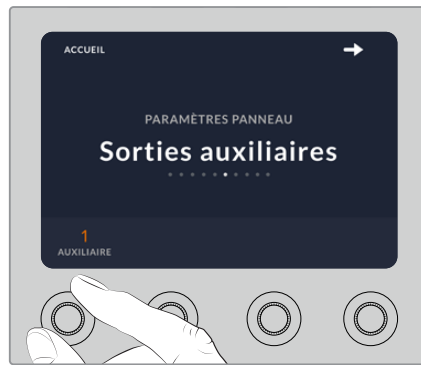 ACCUEIL
PARAMÈTRES PANNEAU
Sorties auxiliaires
1
AUXILIAIRE